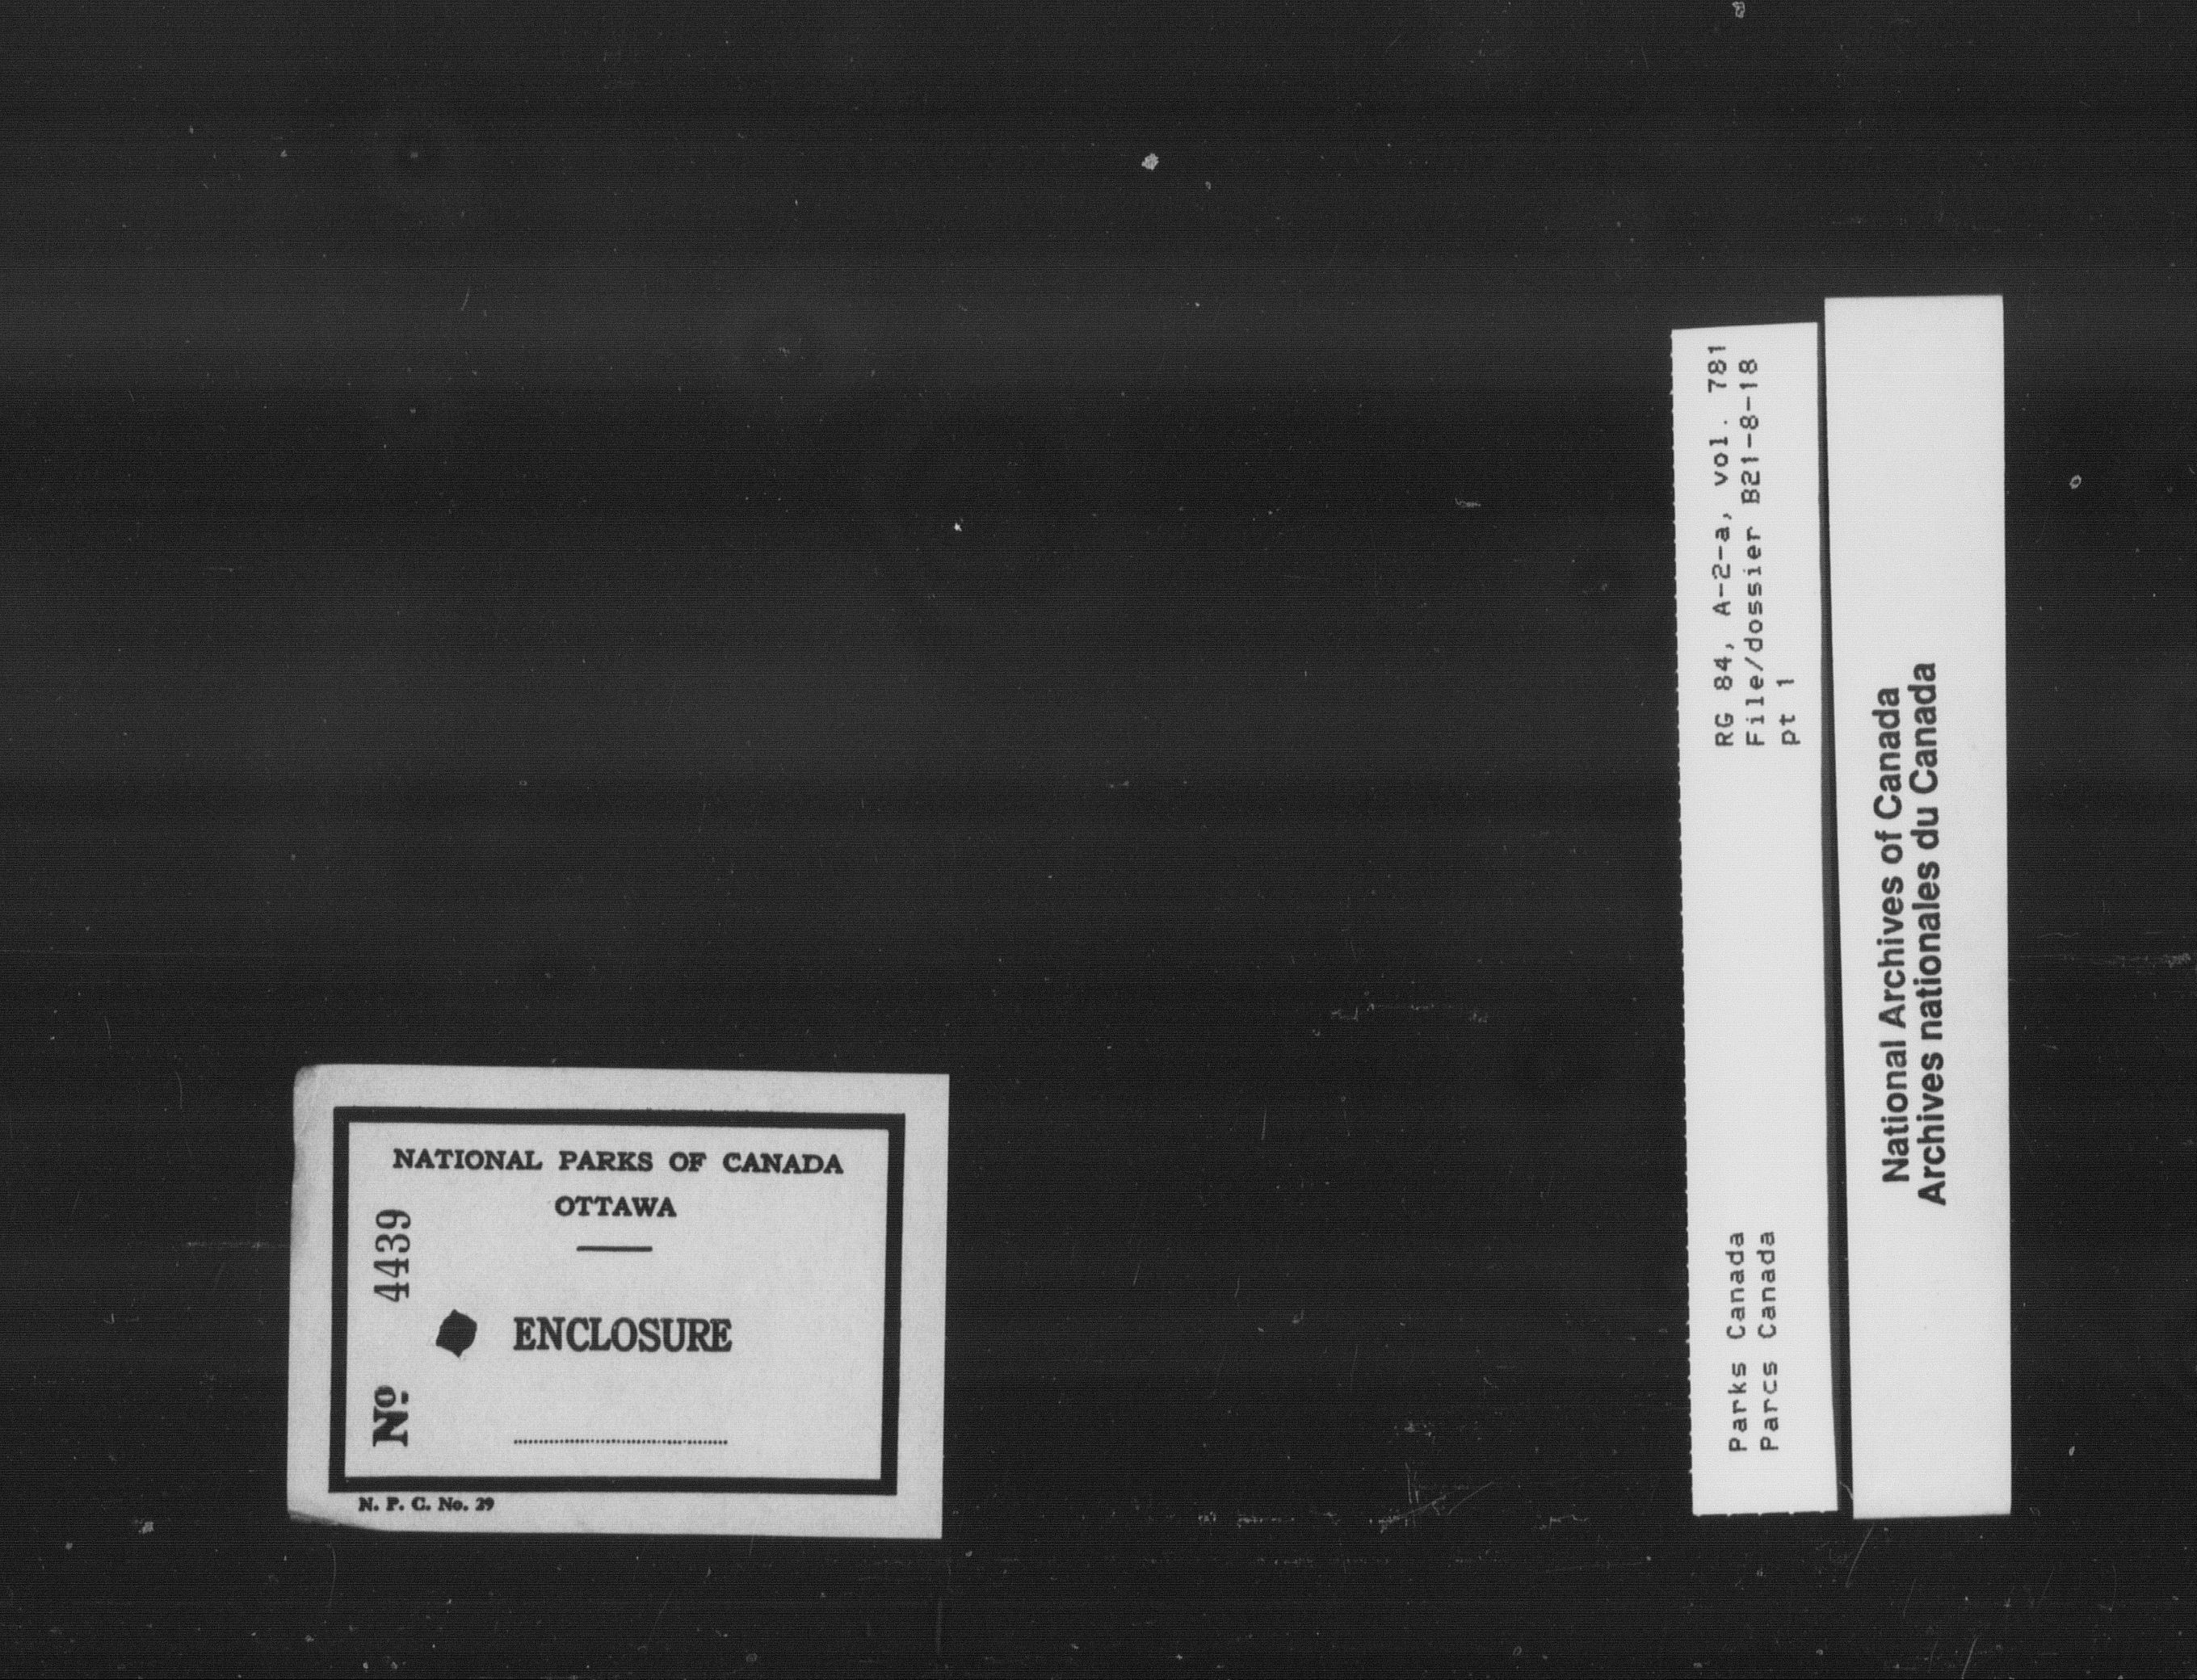 NATIONAL PARKS OF CANADA
OTTAWA
Nº 4439
ENCLOSURE
N. P. C. No. 29
Parks Canada
Parcs Canada
RG 84, A-2-a, vol. 781
File/dossier B21-8-18
pt 1
National Archives of Canada
Archives nationales du Canada